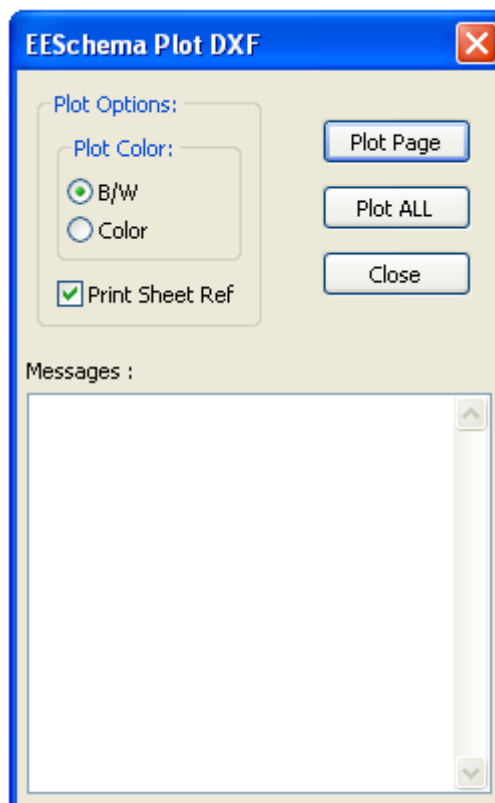 EESchema Plot DXF
Plot Options:
Plot Color:
B/W
Color
Print Sheet Ref
Plot Page
Plot ALL
Close
Messages :